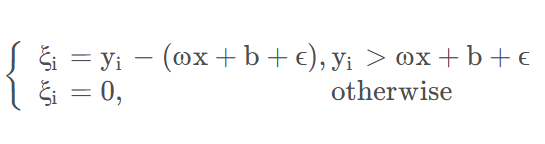 ξᵢ = yᵢ − (ωx + b + ϵ), yᵢ > ωx + b + ϵ
ξᵢ = 0, otherwise